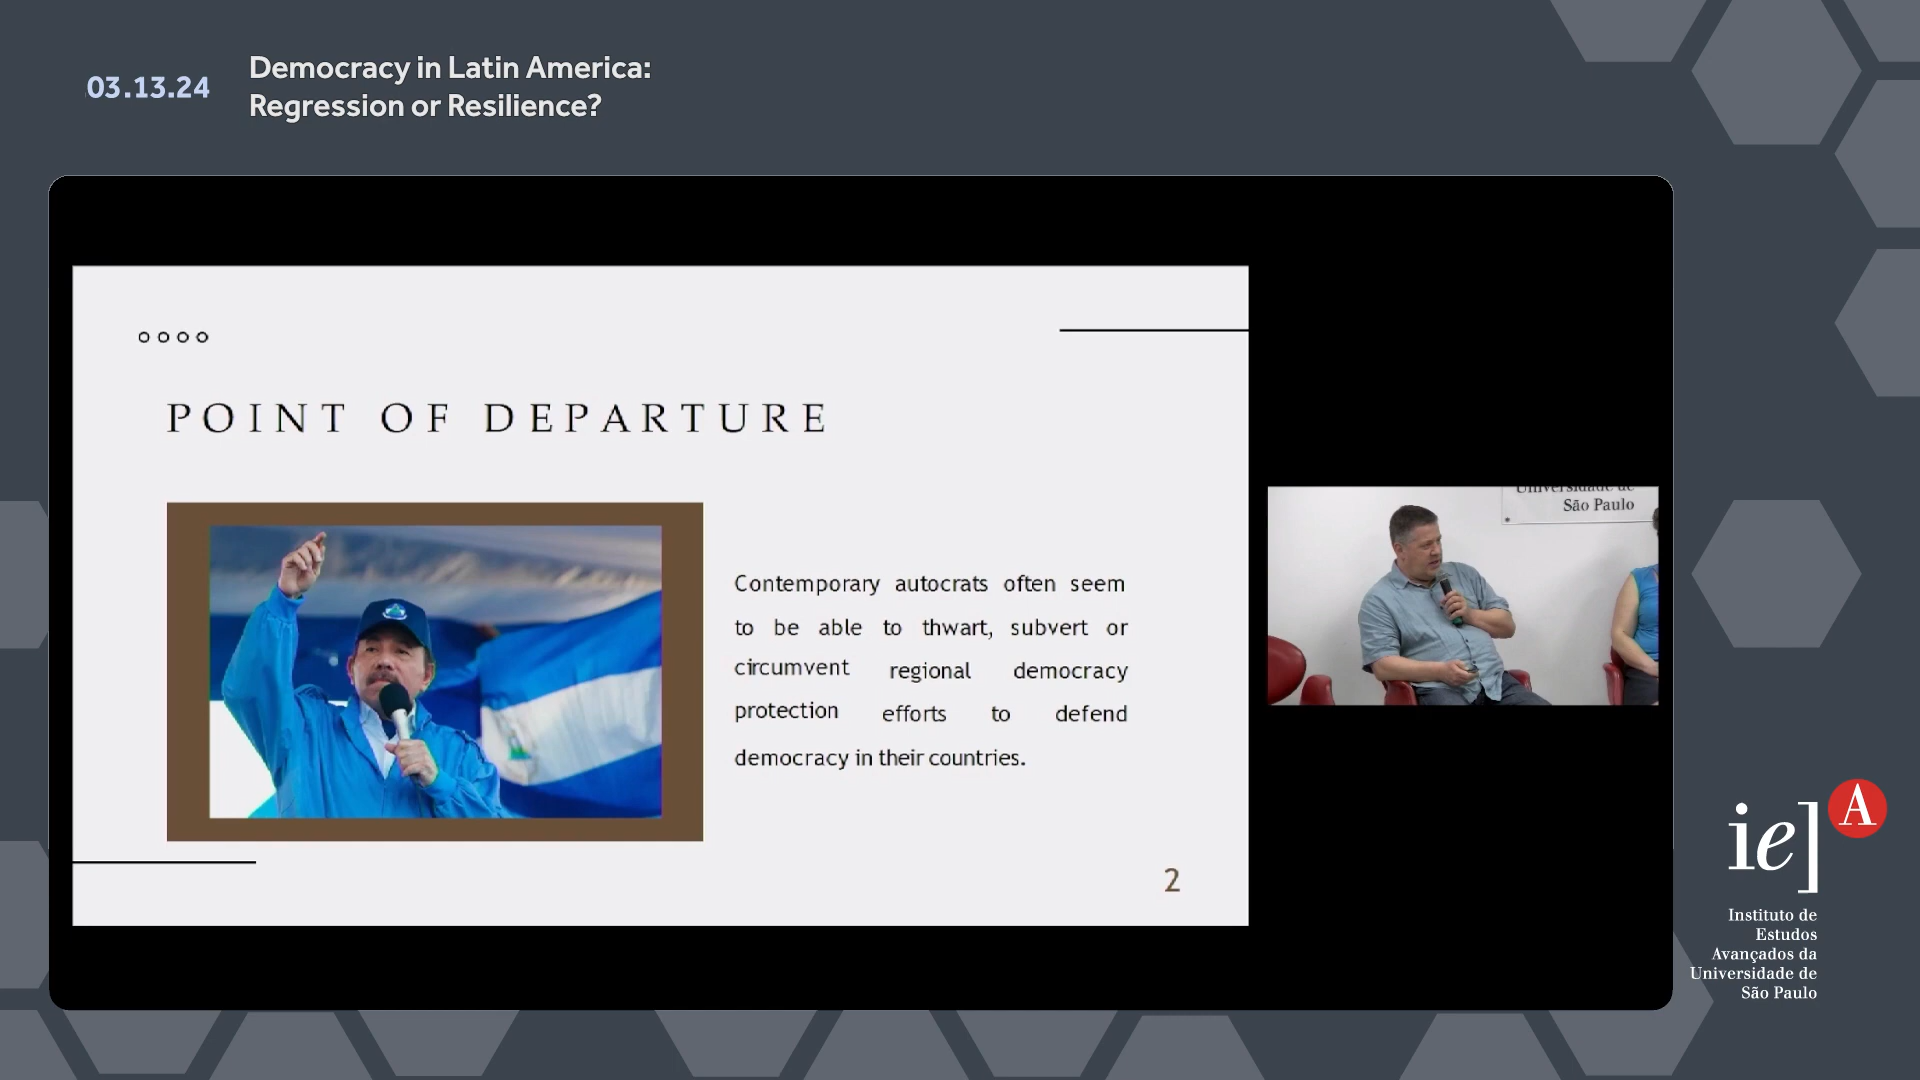 03.13.24
Democracy in Latin America:
Regression or Resilience?
POINT OF DEPARTURE
Contemporary autocrats often seem
to be able to thwart, subvert or
circumvent regional democracy
protection efforts to defend
democracy in their countries.
2
Universidade de
São Paulo
ie] A
Instituto de
Estudos
Avançados da
Universidade de
São Paulo